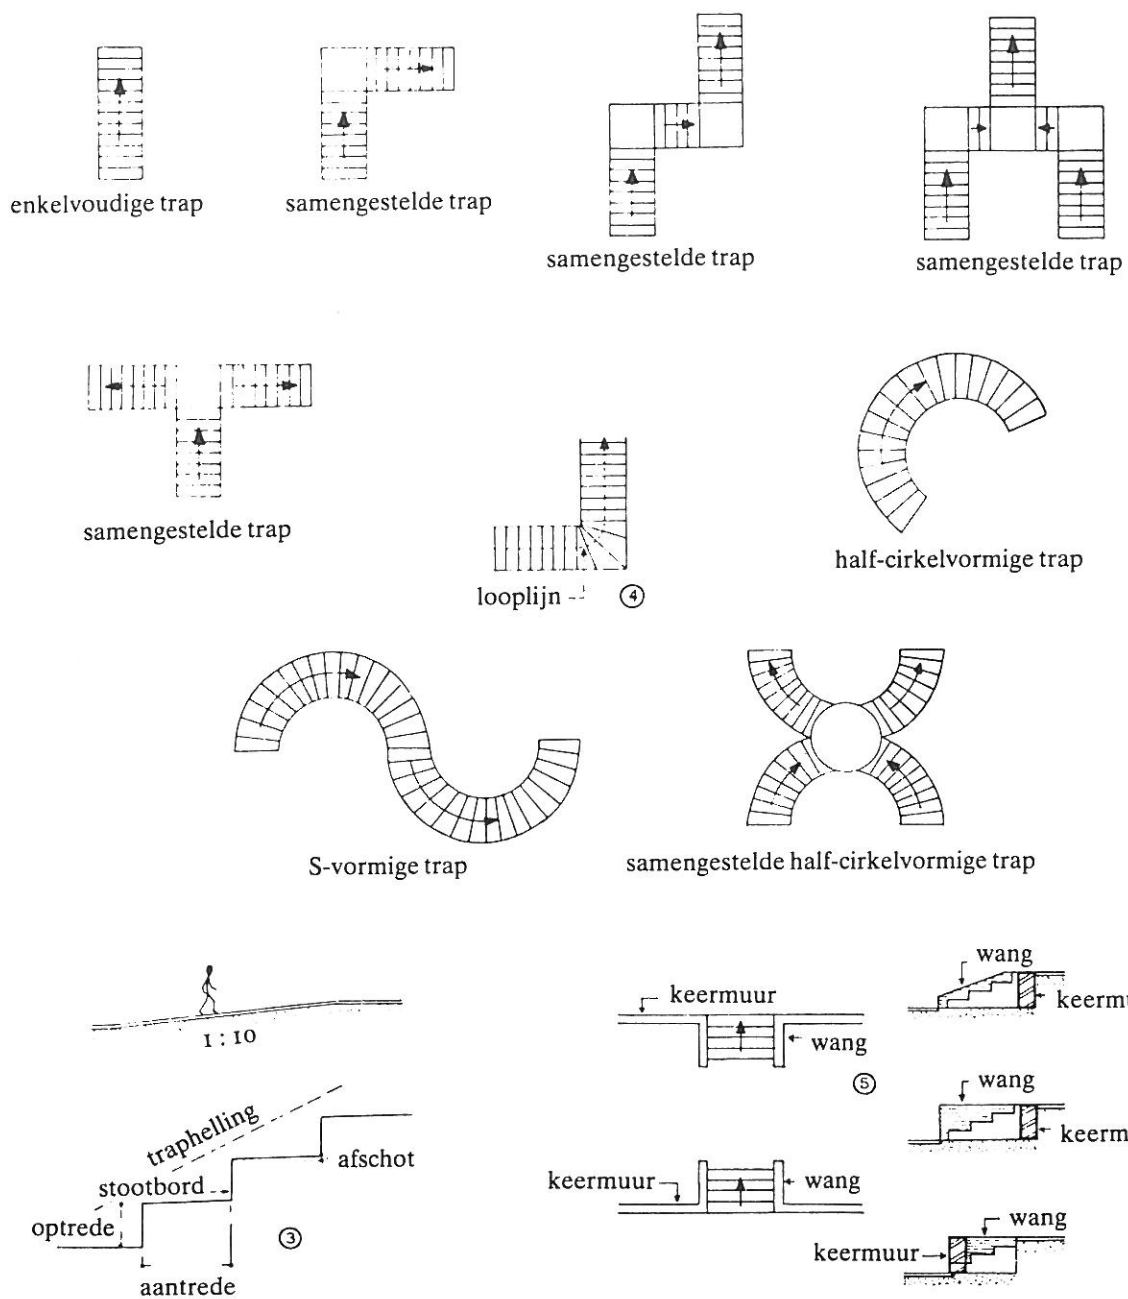 enkelvoudige trap
samengestelde trap
samengestelde trap
samengestelde trap
samengestelde trap
looplijn
4
half-cirkelvormige trap
S-vormige trap
samengestelde half-cirkelvormige trap
1 : 10
traphelling
stootbord
afschot
optrede
aantrede
3
keermuur
wang
5
keermuur
wang
wang
keermu
wang
keerm
wang
keermuur